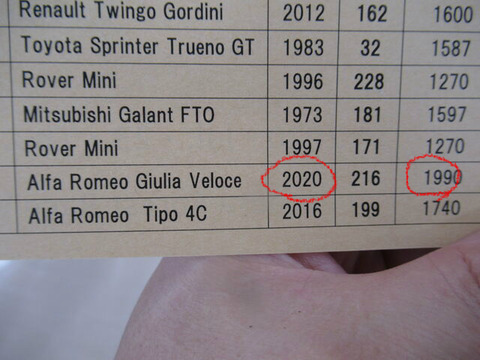 Renault Twingo Gordini 2012 162 1600
Toyota Sprinter Trueno GT 1983 32 1587
Rover Mini 1996 228 1270
Mitsubishi Galant FTO 1973 181 1597
Rover Mini 1997 171 1270
Alfa Romeo Giulia Veloce 2020 216 1990
Alfa Romeo Tipo 4C 2016 199 1740